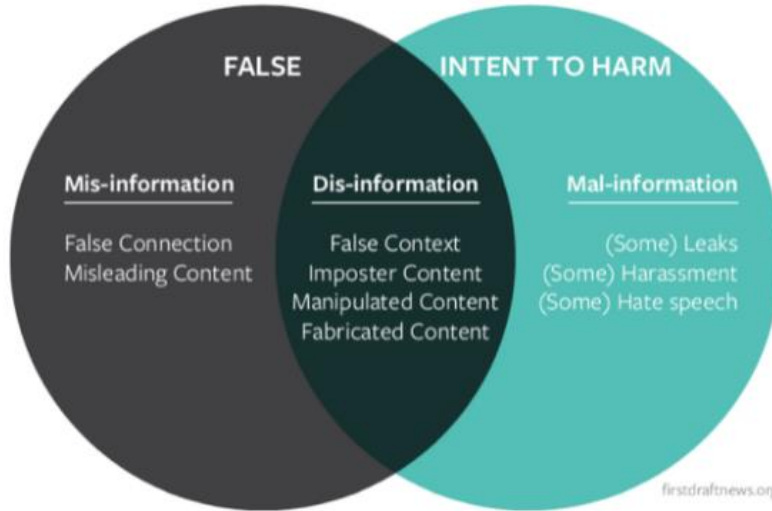 FALSE
INTENT TO HARM
Mis-information
False Connection
Misleading Content
Dis-information
False Context
Imposter Content
Manipulated Content
Fabricated Content
Mal-information
(Some) Leaks
(Some) Harassment
(Some) Hate speech
firstdraftnews.org